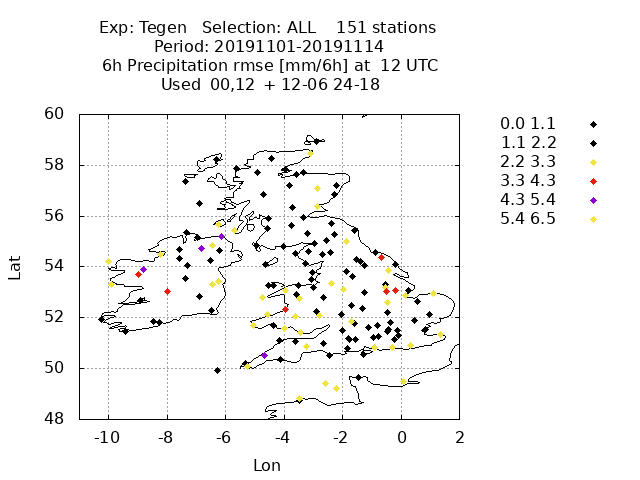 Exp: Tegen Selection: ALL 151 stations
Period: 20191101-20191114
6h Precipitation rmse [mm/6h] at 12 UTC
Used 00,12 + 12-06 24-18
60
58
56
54
52
50
48
Lat
-10 -8 -6 -4 -2 0 2
Lon
0.0 1.1
1.1 2.2
2.2 3.3
3.3 4.3
4.3 5.4
5.4 6.5